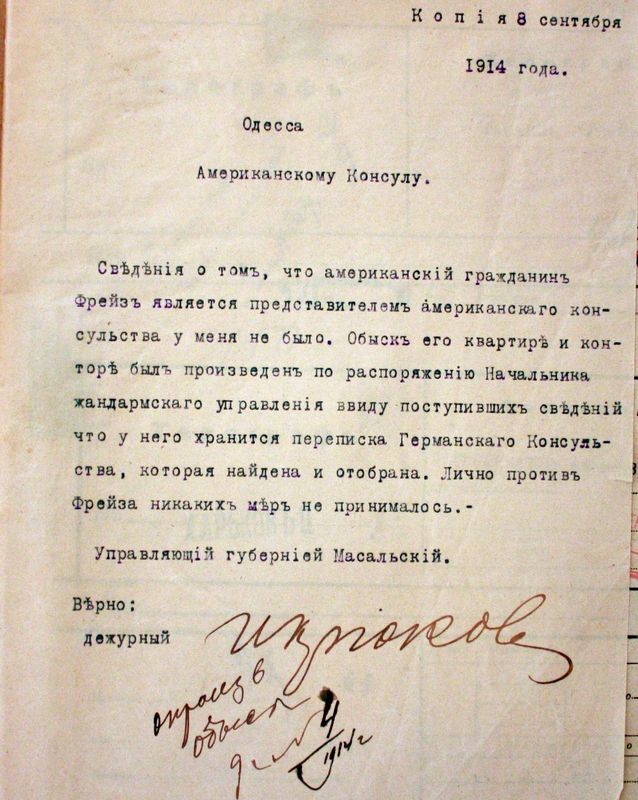 Копія 8 сентября
1914 года.
Одесса
Американскому Консулу.
Свѣдѣнія о томъ, что американскій гражданинъ
Фрейзъ является представителемъ американскаго кон-
сульства у меня не было. Обыскъ его квартирѣ и кон-
торѣ былъ произведенъ по распоряженію Начальника
жандармскаго управленія ввиду поступившихъ свѣдѣній
что у него хранится переписка Германскаго Консуль-
ства, которая найдена и отобрана. Лично противъ
Фрейза никакихъ мѣръ не принималось.-
Управляющій губерніей Масальскій.
Вѣрно:
дежурный
4
1914 г